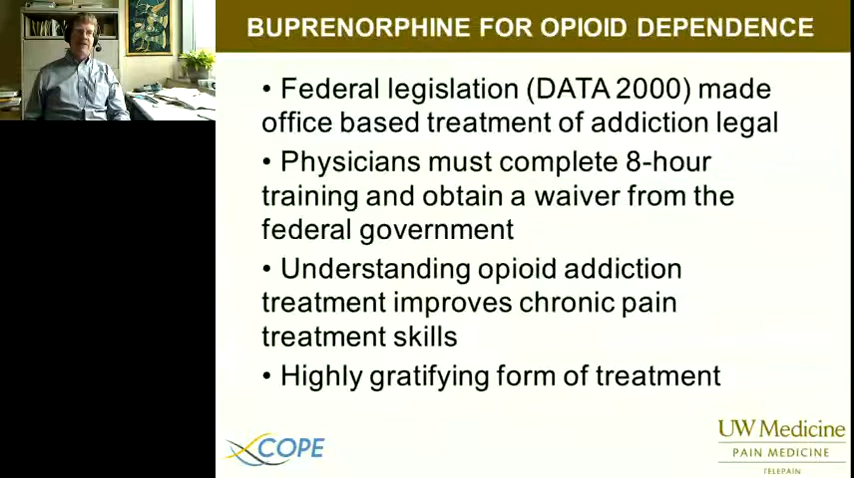 BUPRENORPHINE FOR OPIOID DEPENDENCE
• Federal legislation (DATA 2000) made
office based treatment of addiction legal
• Physicians must complete 8-hour
training and obtain a waiver from the
federal government
• Understanding opioid addiction
treatment improves chronic pain
treatment skills
• Highly gratifying form of treatment
COPE
UW Medicine
PAIN MEDICINE
TELEPAIN